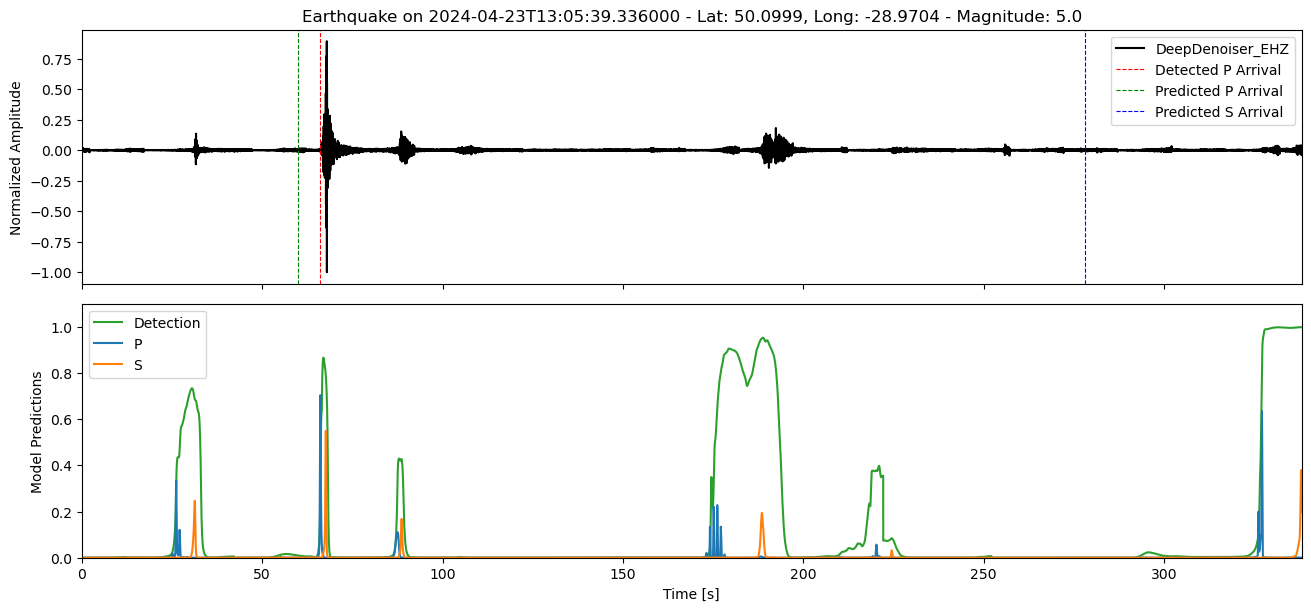 Earthquake on 2024-04-23T13:05:39.336000 - Lat: 50.0999, Long: -28.9704 - Magnitude: 5.0
Normalized Amplitude
0.75
0.50
0.25
0.00
−0.25
−0.50
−0.75
−1.00
DeepDenoiser_EHZ
Detected P Arrival
Predicted P Arrival
Predicted S Arrival
Model Predictions
1.0
0.8
0.6
0.4
0.2
0.0
Detection
P
S
0 50 100 150 200 250 300
Time [s]